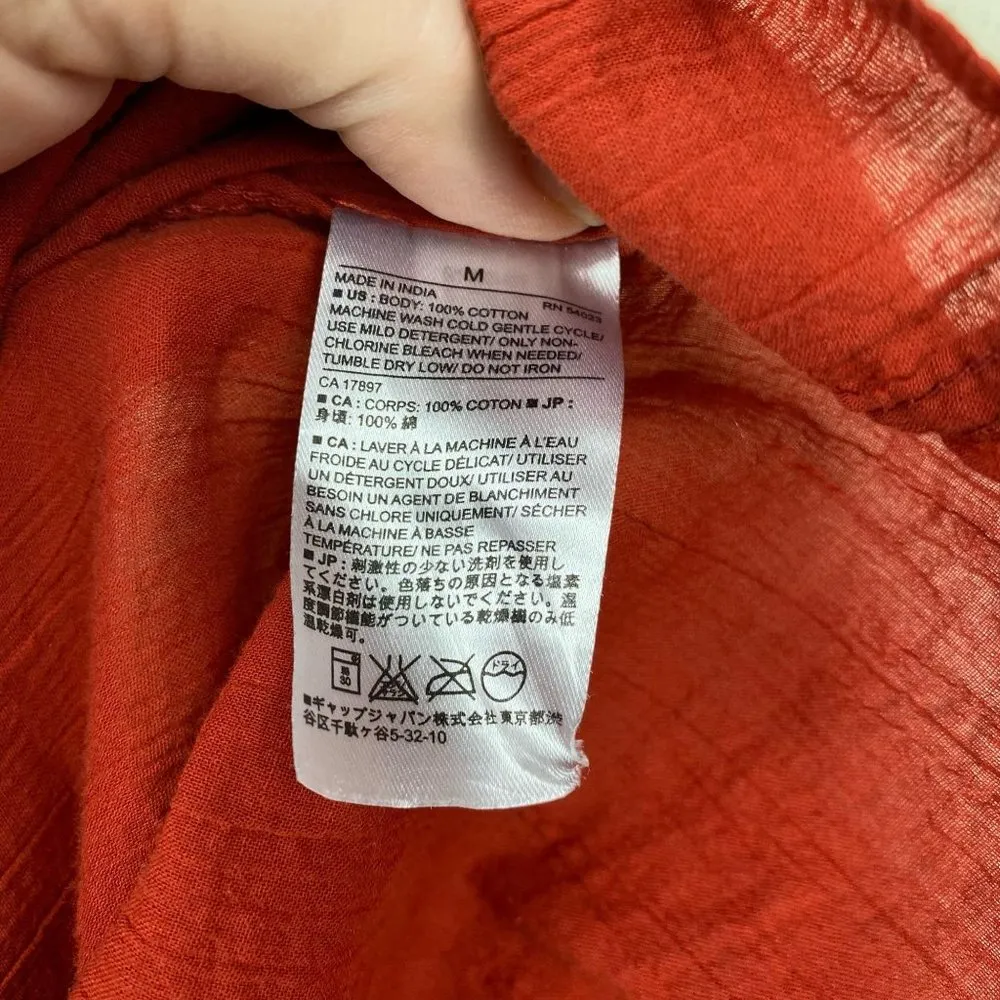 M
MADE IN INDIA RN 54023
■ US : BODY: 100% COTTON
MACHINE WASH COLD GENTLE CYCLE/
USE MILD DETERGENT/ ONLY NON-
CHLORINE BLEACH WHEN NEEDED/
TUMBLE DRY LOW/ DO NOT IRON
CA 17897
■ CA : CORPS: 100% COTON ■ JP :
身頃: 100% 綿
■ CA : LAVER À LA MACHINE À L'EAU
FROIDE AU CYCLE DÉLICAT/ UTILISER
UN DÉTERGENT DOUX/ UTILISER AU
BESOIN UN AGENT DE BLANCHIMENT
SANS CHLORE UNIQUEMENT/ SÉCHER
À LA MACHINE À BASSE
TEMPÉRATURE/ NE PAS REPASSER
■ JP : 刺激性の少ない洗剤を使用し
てください。色落ちの原因となる塩素
系漂白剤は使用しないでください。温
度調節機能がついている乾燥機のみ低
温乾燥可。
弱 30 ドライ
■ギャップジャパン株式会社東京都渋
谷区千駄ヶ谷5-32-10